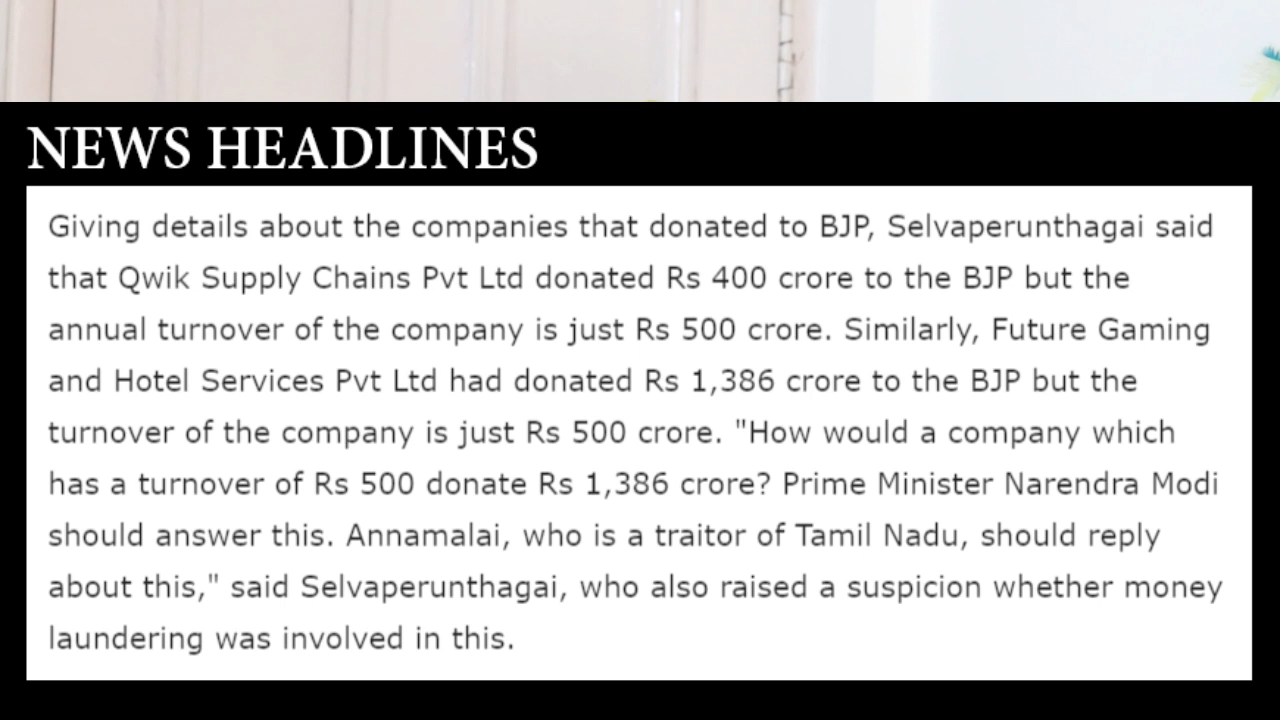 NEWS HEADLINES
Giving details about the companies that donated to BJP, Selvaperunthagai said
that Qwik Supply Chains Pvt Ltd donated Rs 400 crore to the BJP but the
annual turnover of the company is just Rs 500 crore. Similarly, Future Gaming
and Hotel Services Pvt Ltd had donated Rs 1,386 crore to the BJP but the
turnover of the company is just Rs 500 crore. "How would a company which
has a turnover of Rs 500 donate Rs 1,386 crore? Prime Minister Narendra Modi
should answer this. Annamalai, who is a traitor of Tamil Nadu, should reply
about this," said Selvaperunthagai, who also raised a suspicion whether money
laundering was involved in this.